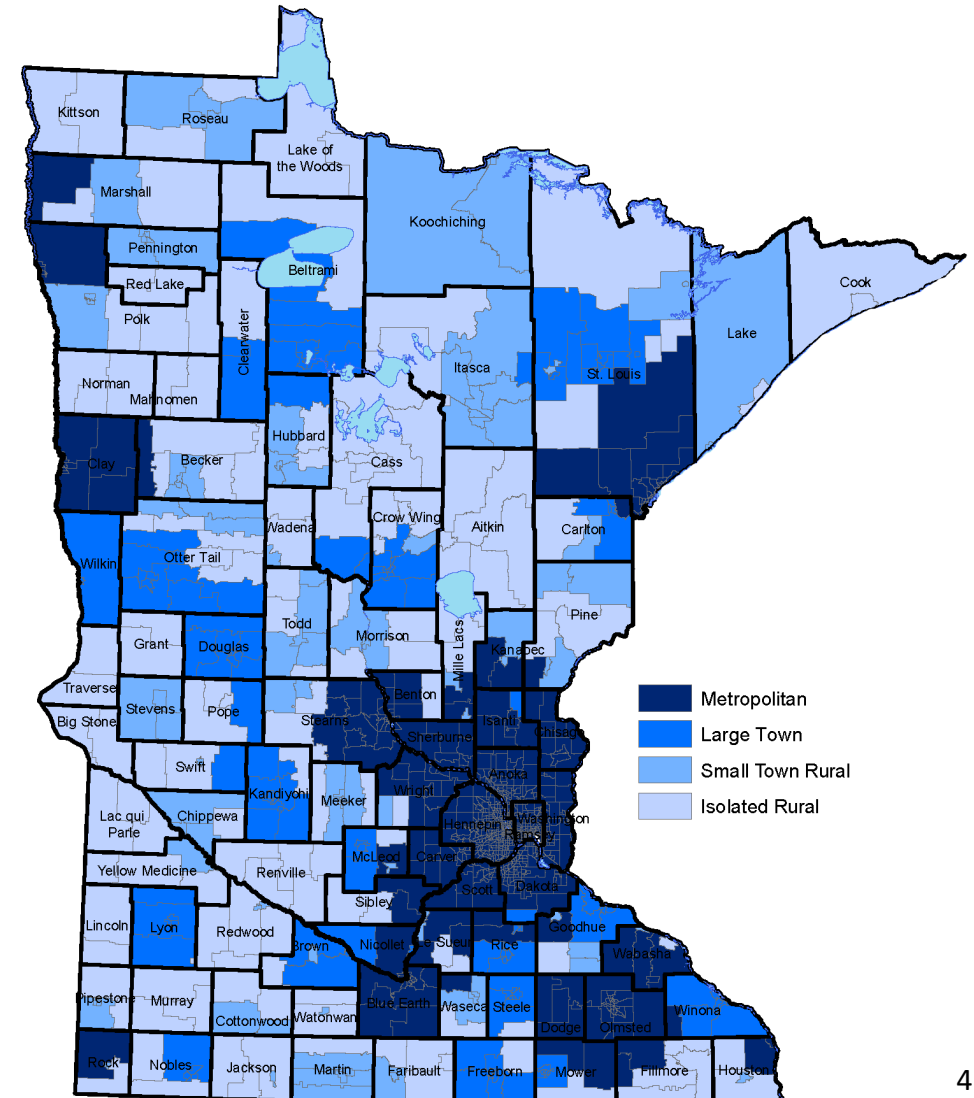 Kittson
Roseau
Lake of
the Woods
Marshall
Koochiching
Pennington
Beltrami
Red Lake
Cook
Polk
Clearwater
Lake
Itasca
St. Louis
Norman
Mahnomen
Hubbard
Clay
Becker
Cass
Wadena
Crow Wing
Aitkin
Carlton
Wilkin
Otter Tail
Pine
Todd
Morrison
Grant
Douglas
Mille Lacs
Kanabec
Traverse
Benton
Metropolitan
Stevens
Pope
Big Stone
Stearns
Isanti
Chisag
Large Town
Sherburne
Swift
Anoka
Small Town Rural
Kandiyohi
Meeker
Wright
Isolated Rural
Chippewa
Lac qui
Parle
Hennepin
Washington
Ramsey
McLeod
Carver
Yellow Medicine
Renville
Scott
Dakota
Sibley
Lincoln
Lyon
Redwood
Goodhue
Brown
Nicollet
Le Sueur
Rice
Wabasha
Pipestone
Murray
Blue Earth
Waseca
Steele
Winona
Cottonwood
Watonwan
Dodge
Olmsted
Rock
Nobles
Jackson
Martin
Faribault
Freeborn
Mower
Fillmore
Houston
4